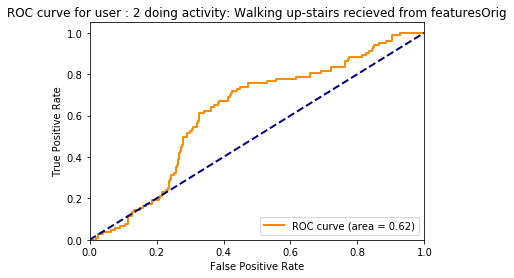 ROC curve for user : 2 doing activity: Walking up-stairs recieved from featuresOrig
1.0
0.8
0.6
0.4
0.2
0.0
True Positive Rate
ROC curve (area = 0.62)
0.0 0.2 0.4 0.6 0.8 1.0
False Positive Rate